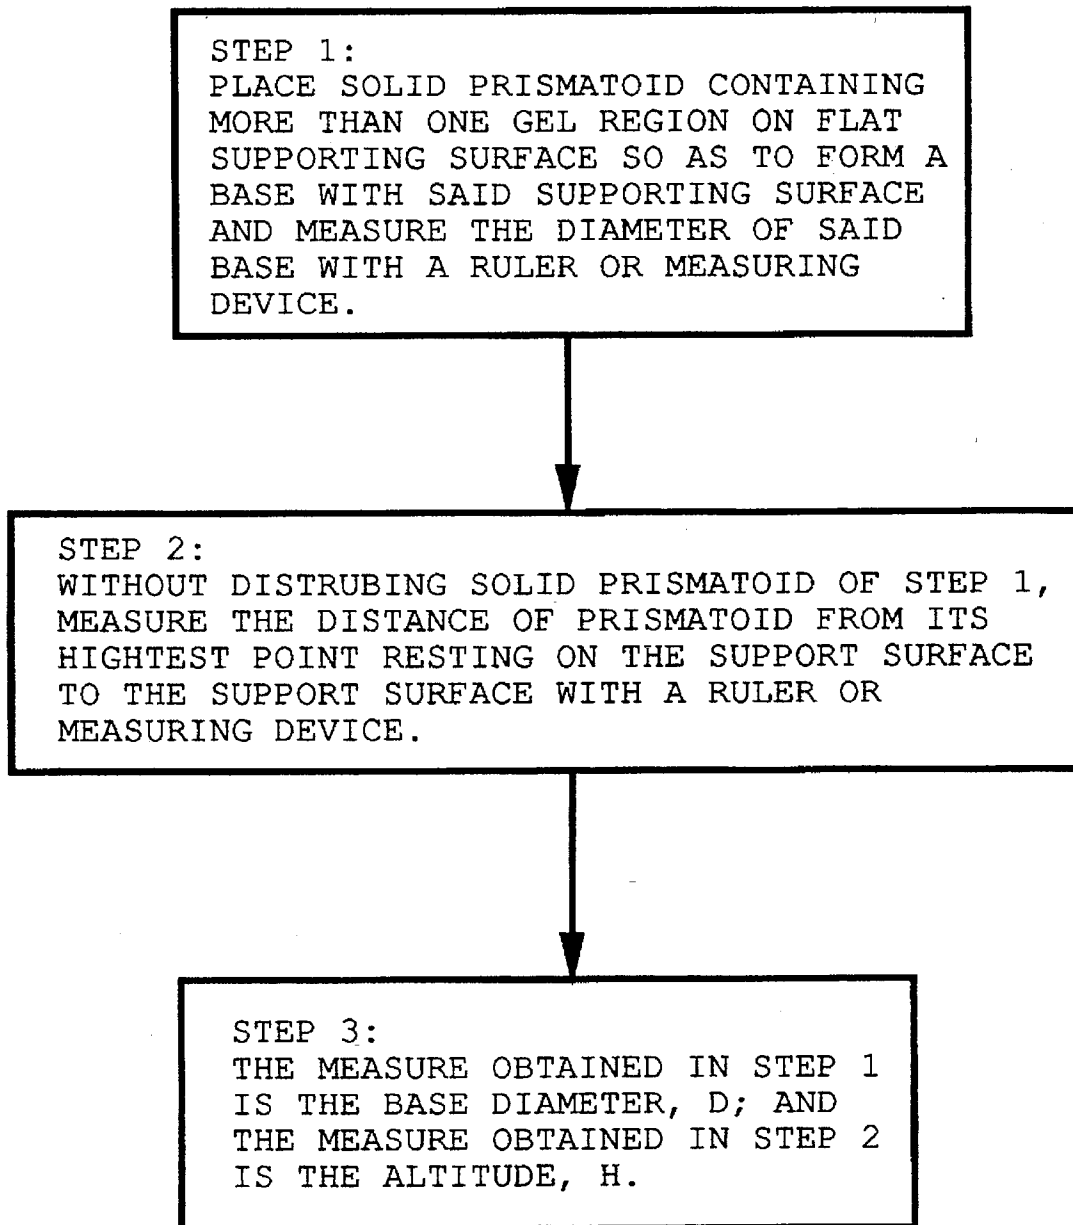 STEP 1:
PLACE SOLID PRISMATOID CONTAINING
MORE THAN ONE GEL REGION ON FLAT
SUPPORTING SURFACE SO AS TO FORM A
BASE WITH SAID SUPPORTING SURFACE
AND MEASURE THE DIAMETER OF SAID
BASE WITH A RULER OR MEASURING
DEVICE.
STEP 2:
WITHOUT DISTRUBING SOLID PRISMATOID OF STEP 1,
MEASURE THE DISTANCE OF PRISMATOID FROM ITS
HIGHTEST POINT RESTING ON THE SUPPORT SURFACE
TO THE SUPPORT SURFACE WITH A RULER OR
MEASURING DEVICE.
STEP 3:
THE MEASURE OBTAINED IN STEP 1
IS THE BASE DIAMETER, D; AND
THE MEASURE OBTAINED IN STEP 2
IS THE ALTITUDE, H.